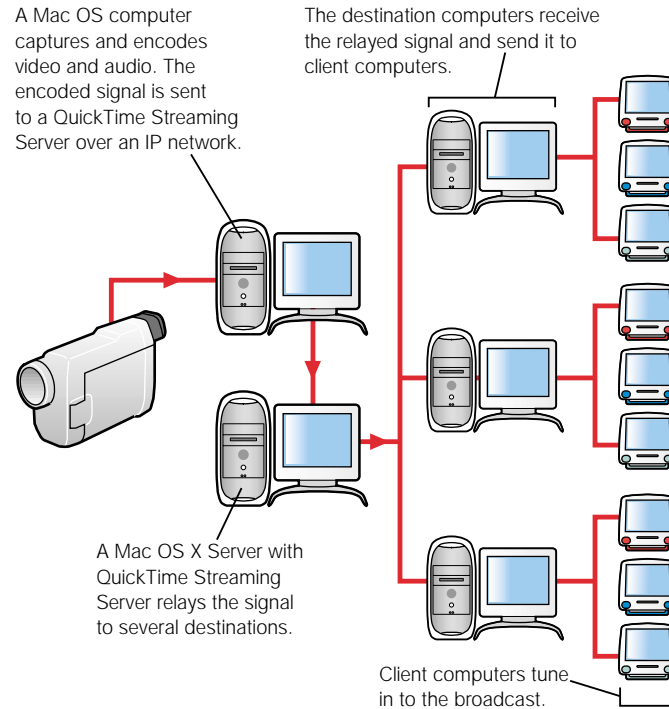 A Mac OS computer
captures and encodes
video and audio. The
encoded signal is sent
to a QuickTime Streaming
Server over an IP network.
The destination computers receive
the relayed signal and send it to
client computers.
A Mac OS X Server with
QuickTime Streaming
Server relays the signal
to several destinations.
Client computers tune
in to the broadcast.